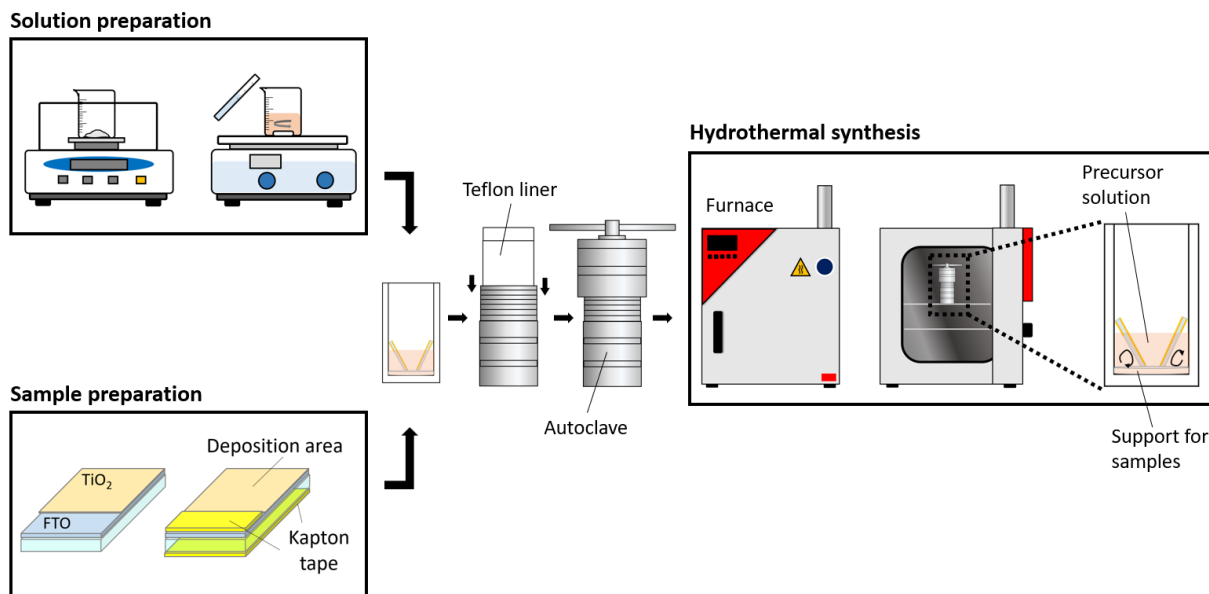 Solution preparation
Hydrothermal synthesis
Teflon liner
Furnace
Precursor
solution
Autoclave
Support for
samples
Sample preparation
TiO₂
FTO
Deposition area
Kapton
tape